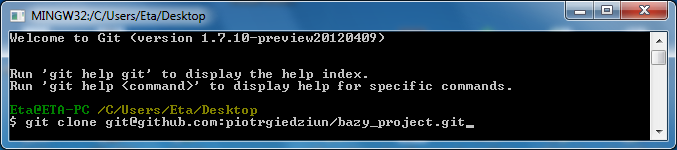 MINGW32:/C/Users/Eta/Desktop
Welcome to Git (version 1.7.10-preview20120409)
Run 'git help git' to display the help index.
Run 'git help <command>' to display help for specific commands.
Eta@ETA-PC /C/Users/Eta/Desktop
$ git clone git@github.com:piotrgiedziun/bazy_project.git_